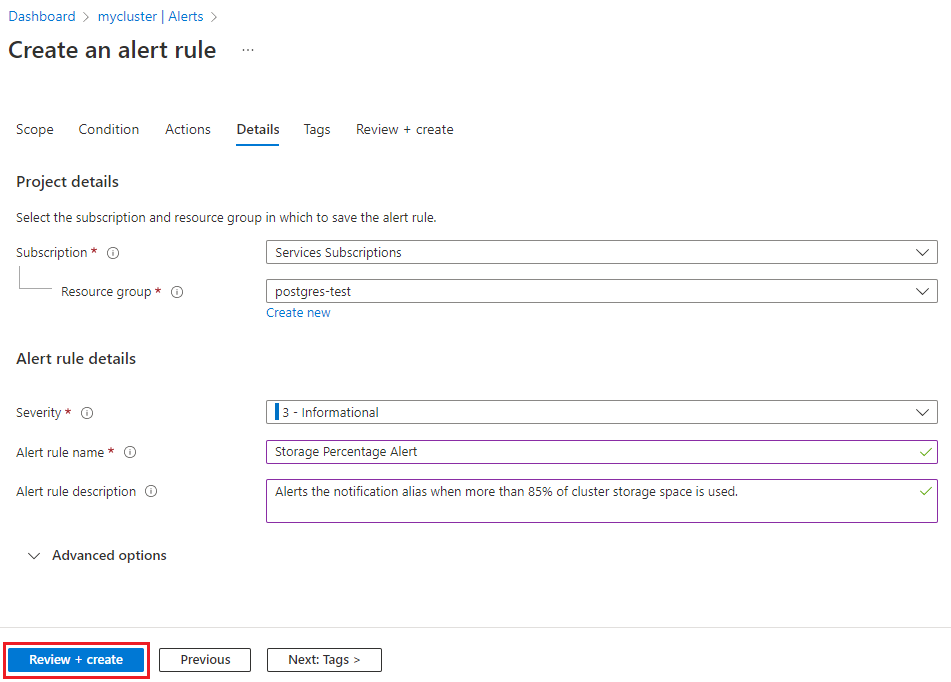 Dashboard > mycluster | Alerts >
Create an alert rule ...
Scope Condition Actions Details Tags Review + create
Project details
Select the subscription and resource group in which to save the alert rule.
Subscription * Services Subscriptions
Resource group * postgres-test
Create new
Alert rule details
Severity * 3 - Informational
Alert rule name * Storage Percentage Alert
Alert rule description Alerts the notification alias when more than 85% of cluster storage space is used.
Advanced options
Review + create Previous Next: Tags >